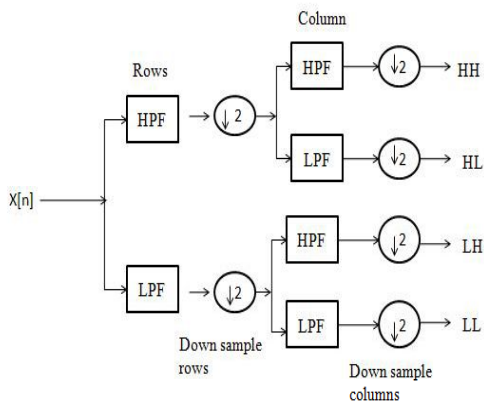 Column
Rows
HPF
↓2
HH
HPF
↓2
LPF
↓2
HL
X[n]
HPF
↓2
LH
LPF
↓2
LPF
↓2
LL
Down sample
rows
Down sample
columns